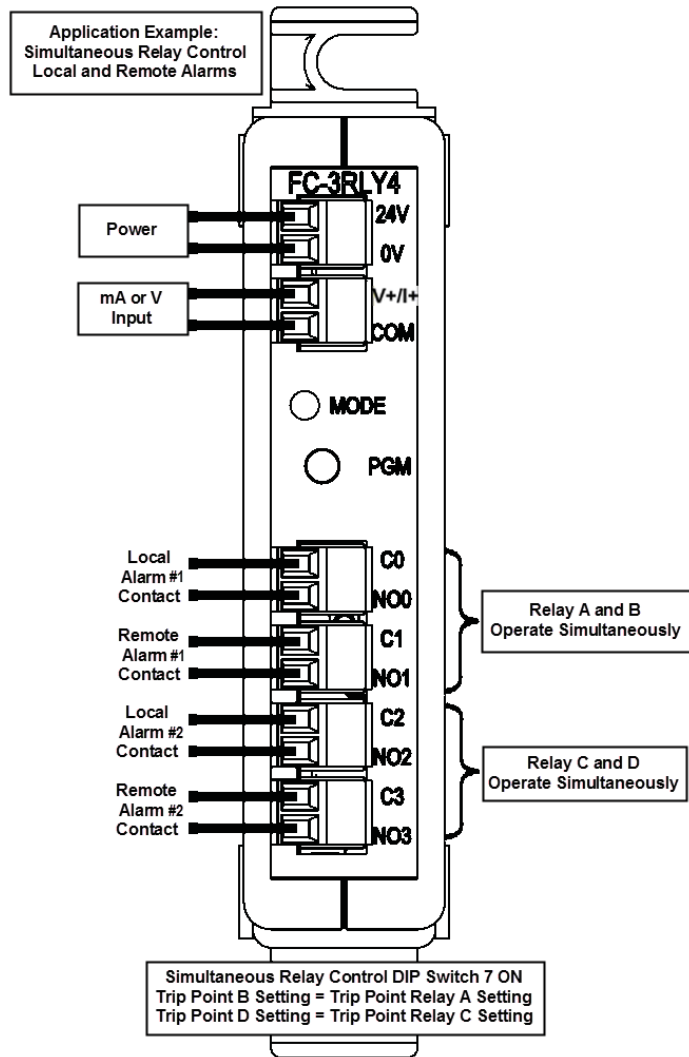 Application Example:
Simultaneous Relay Control
Local and Remote Alarms
FC-3RLY4
Power
24V
0V
mA or V
Input
V+/I+
COM
MODE
PGM
Local
Alarm #1
Contact
C0
NO0
Remote
Alarm #1
Contact
C1
NO1
Relay A and B
Operate Simultaneously
Local
Alarm #2
Contact
C2
NO2
Remote
Alarm #2
Contact
C3
NO3
Relay C and D
Operate Simultaneously
Simultaneous Relay Control DIP Switch 7 ON
Trip Point B Setting = Trip Point Relay A Setting
Trip Point D Setting = Trip Point Relay C Setting